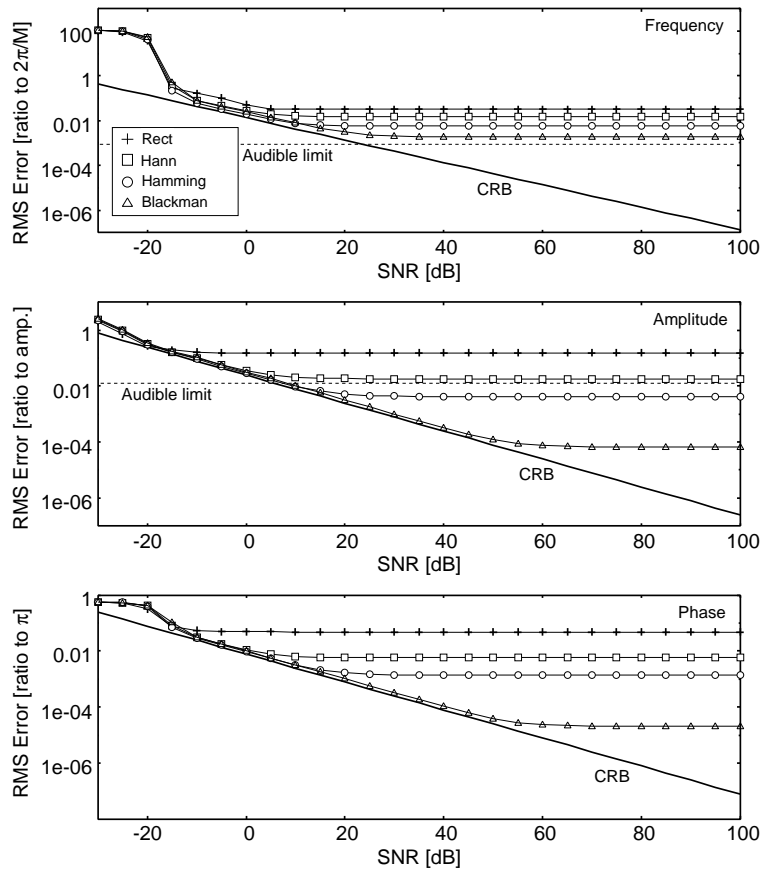 Frequency
RMS Error [ratio to 2π/M]
100
1
0.01
1e-04
1e-06
Rect
Hann
Hamming
Blackman
Audible limit
CRB
-20
0
20
40
60
80
100
SNR [dB]
Amplitude
RMS Error [ratio to amp.]
1
0.01
1e-04
1e-06
Audible limit
CRB
-20
0
20
40
60
80
100
SNR [dB]
Phase
RMS Error [ratio to π]
1
0.01
1e-04
1e-06
CRB
-20
0
20
40
60
80
100
SNR [dB]